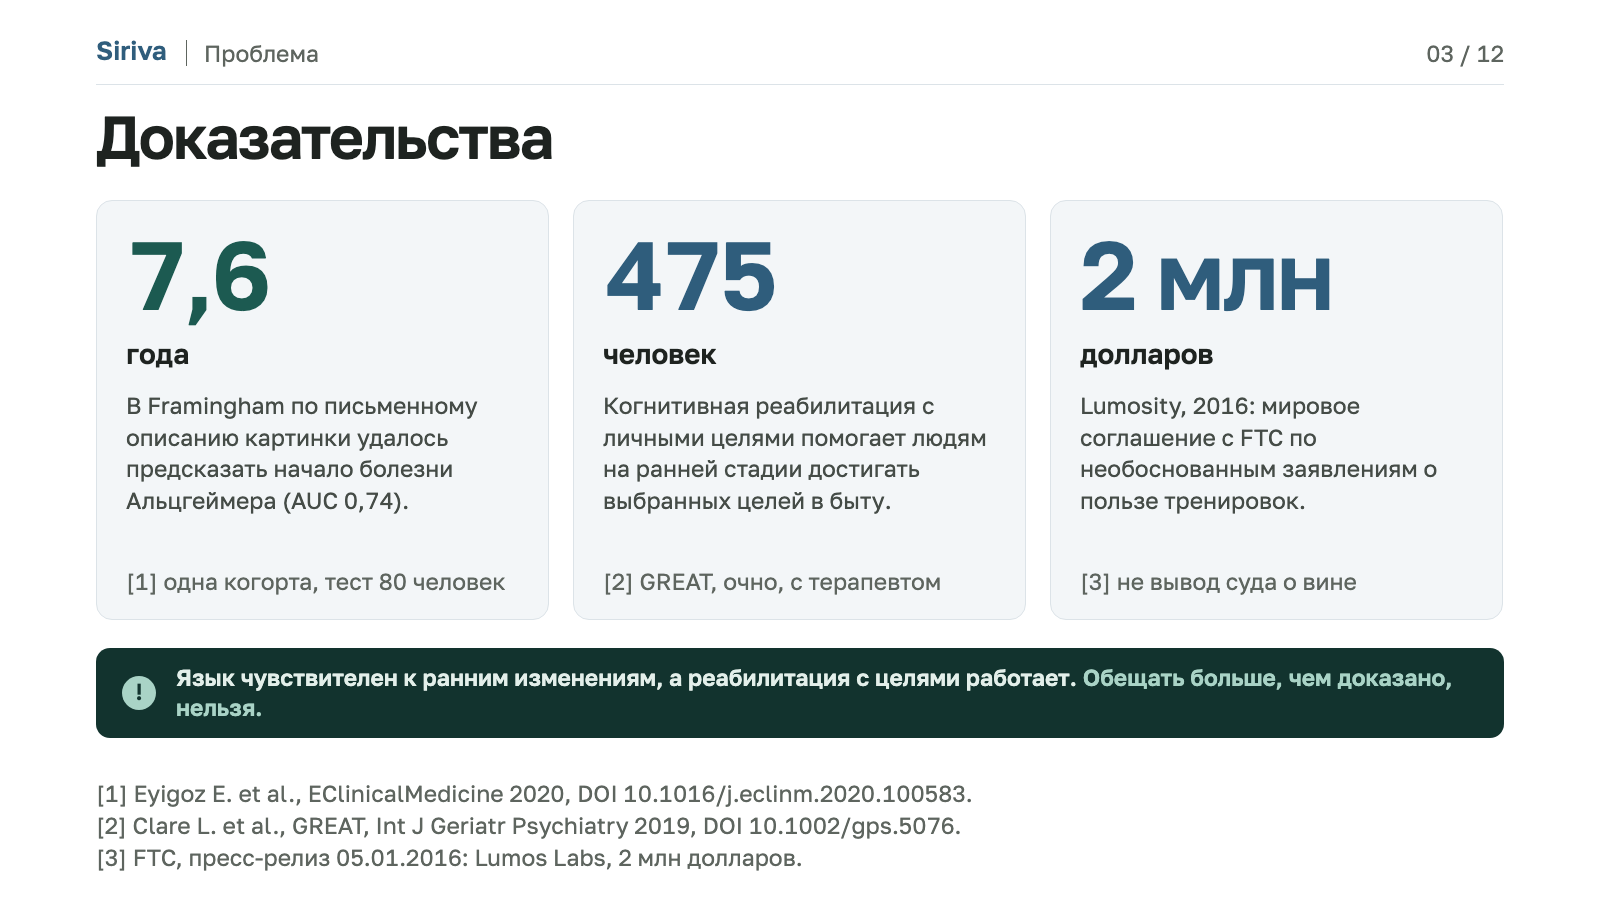 Siriva | Проблема
03 / 12
Доказательства
7,6
года
В Framingham по письменному
описанию картинки удалось
предсказать начало болезни
Альцгеймера (AUC 0,74).
[1] одна когорта, тест 80 человек
475
человек
Когнитивная реабилитация с
личными целями помогает людям
на ранней стадии достигать
выбранных целей в быту.
[2] GREAT, очно, с терапевтом
2 млн
долларов
Lumosity, 2016: мировое
соглашение с FTC по
необоснованным заявлениям о
пользе тренировок.
[3] не вывод суда о вине
! Язык чувствителен к ранним изменениям, а реабилитация с целями работает. Обещать больше, чем доказано,
нельзя.
[1] Eyigoz E. et al., EClinicalMedicine 2020, DOI 10.1016/j.eclinm.2020.100583.
[2] Clare L. et al., GREAT, Int J Geriatr Psychiatry 2019, DOI 10.1002/gps.5076.
[3] FTC, пресс-релиз 05.01.2016: Lumos Labs, 2 млн долларов.